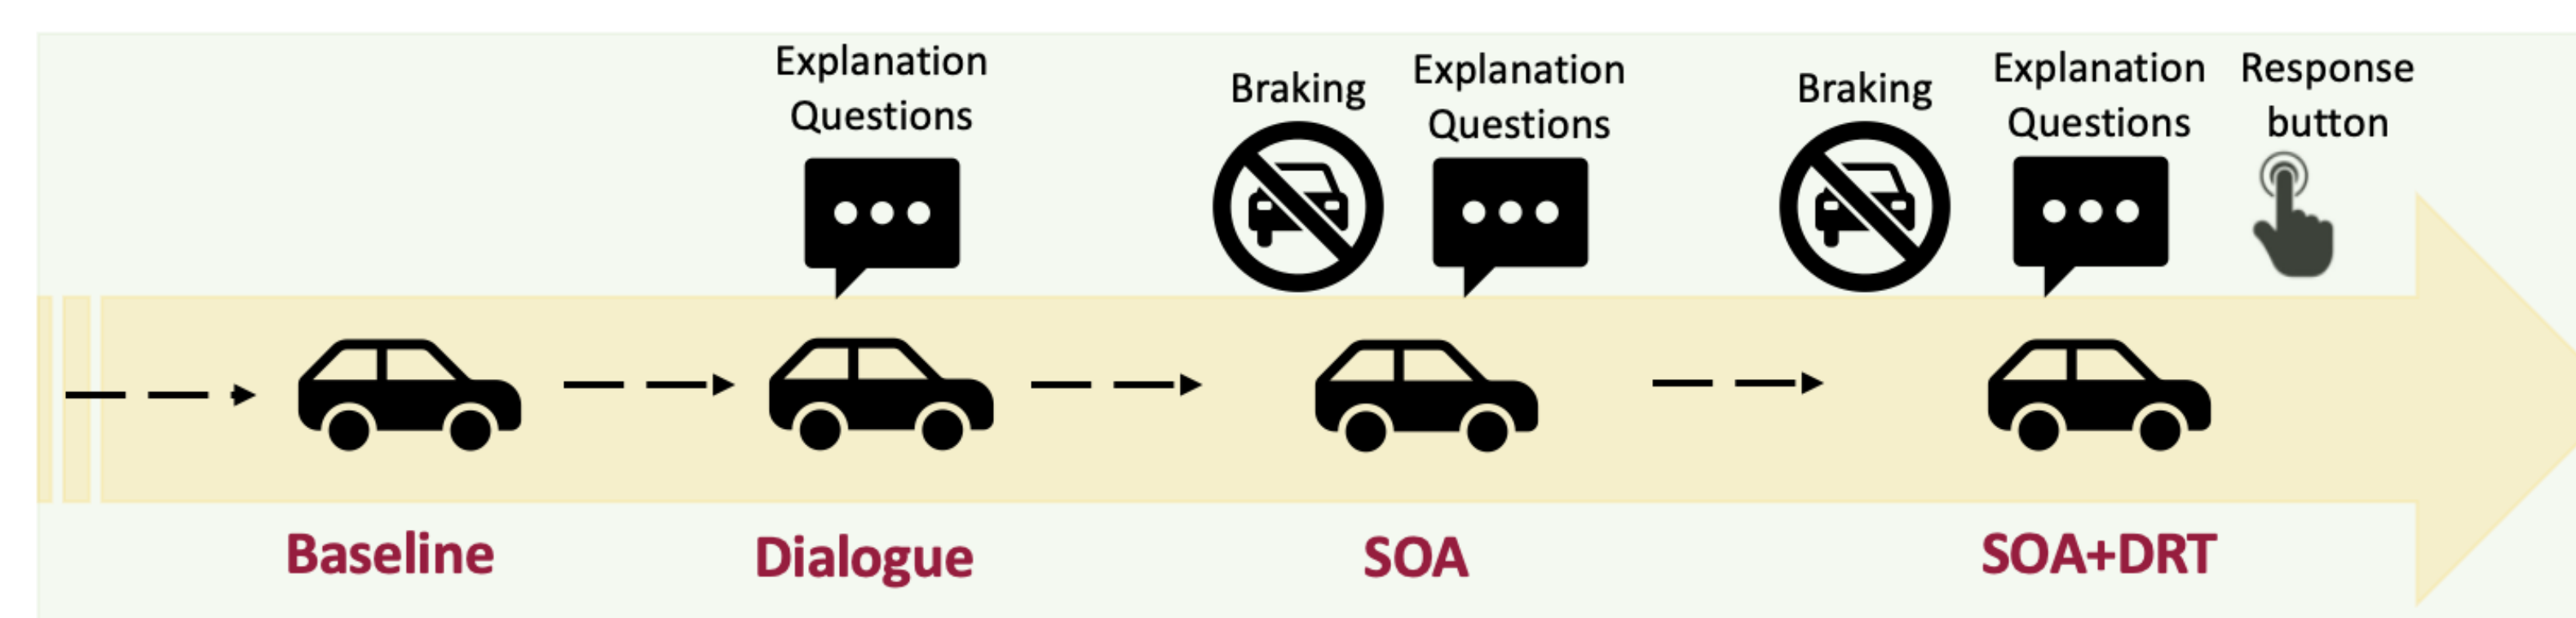 Explanation
Questions
Braking
Explanation
Questions
Braking
Explanation
Questions
Response
button
Baseline
Dialogue
SOA
SOA+DRT